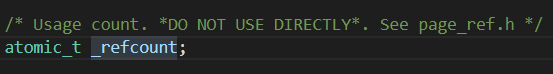 /* Usage count. *DO NOT USE DIRECTLY*. See page_ref.h */
atomic_t _refcount;